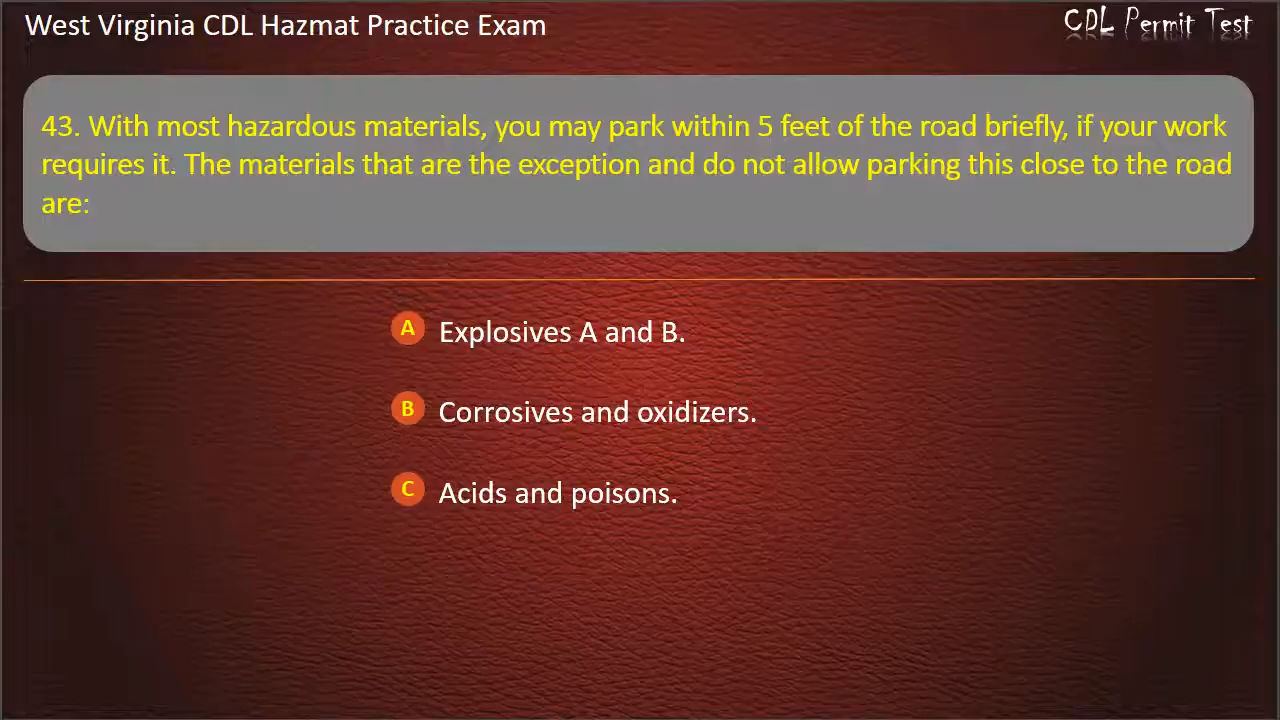 West Virginia CDL Hazmat Practice Exam
CDL Permit Test
43. With most hazardous materials, you may park within 5 feet of the road briefly, if your work
requires it. The materials that are the exception and do not allow parking this close to the road
are:
A Explosives A and B.
B Corrosives and oxidizers.
C Acids and poisons.